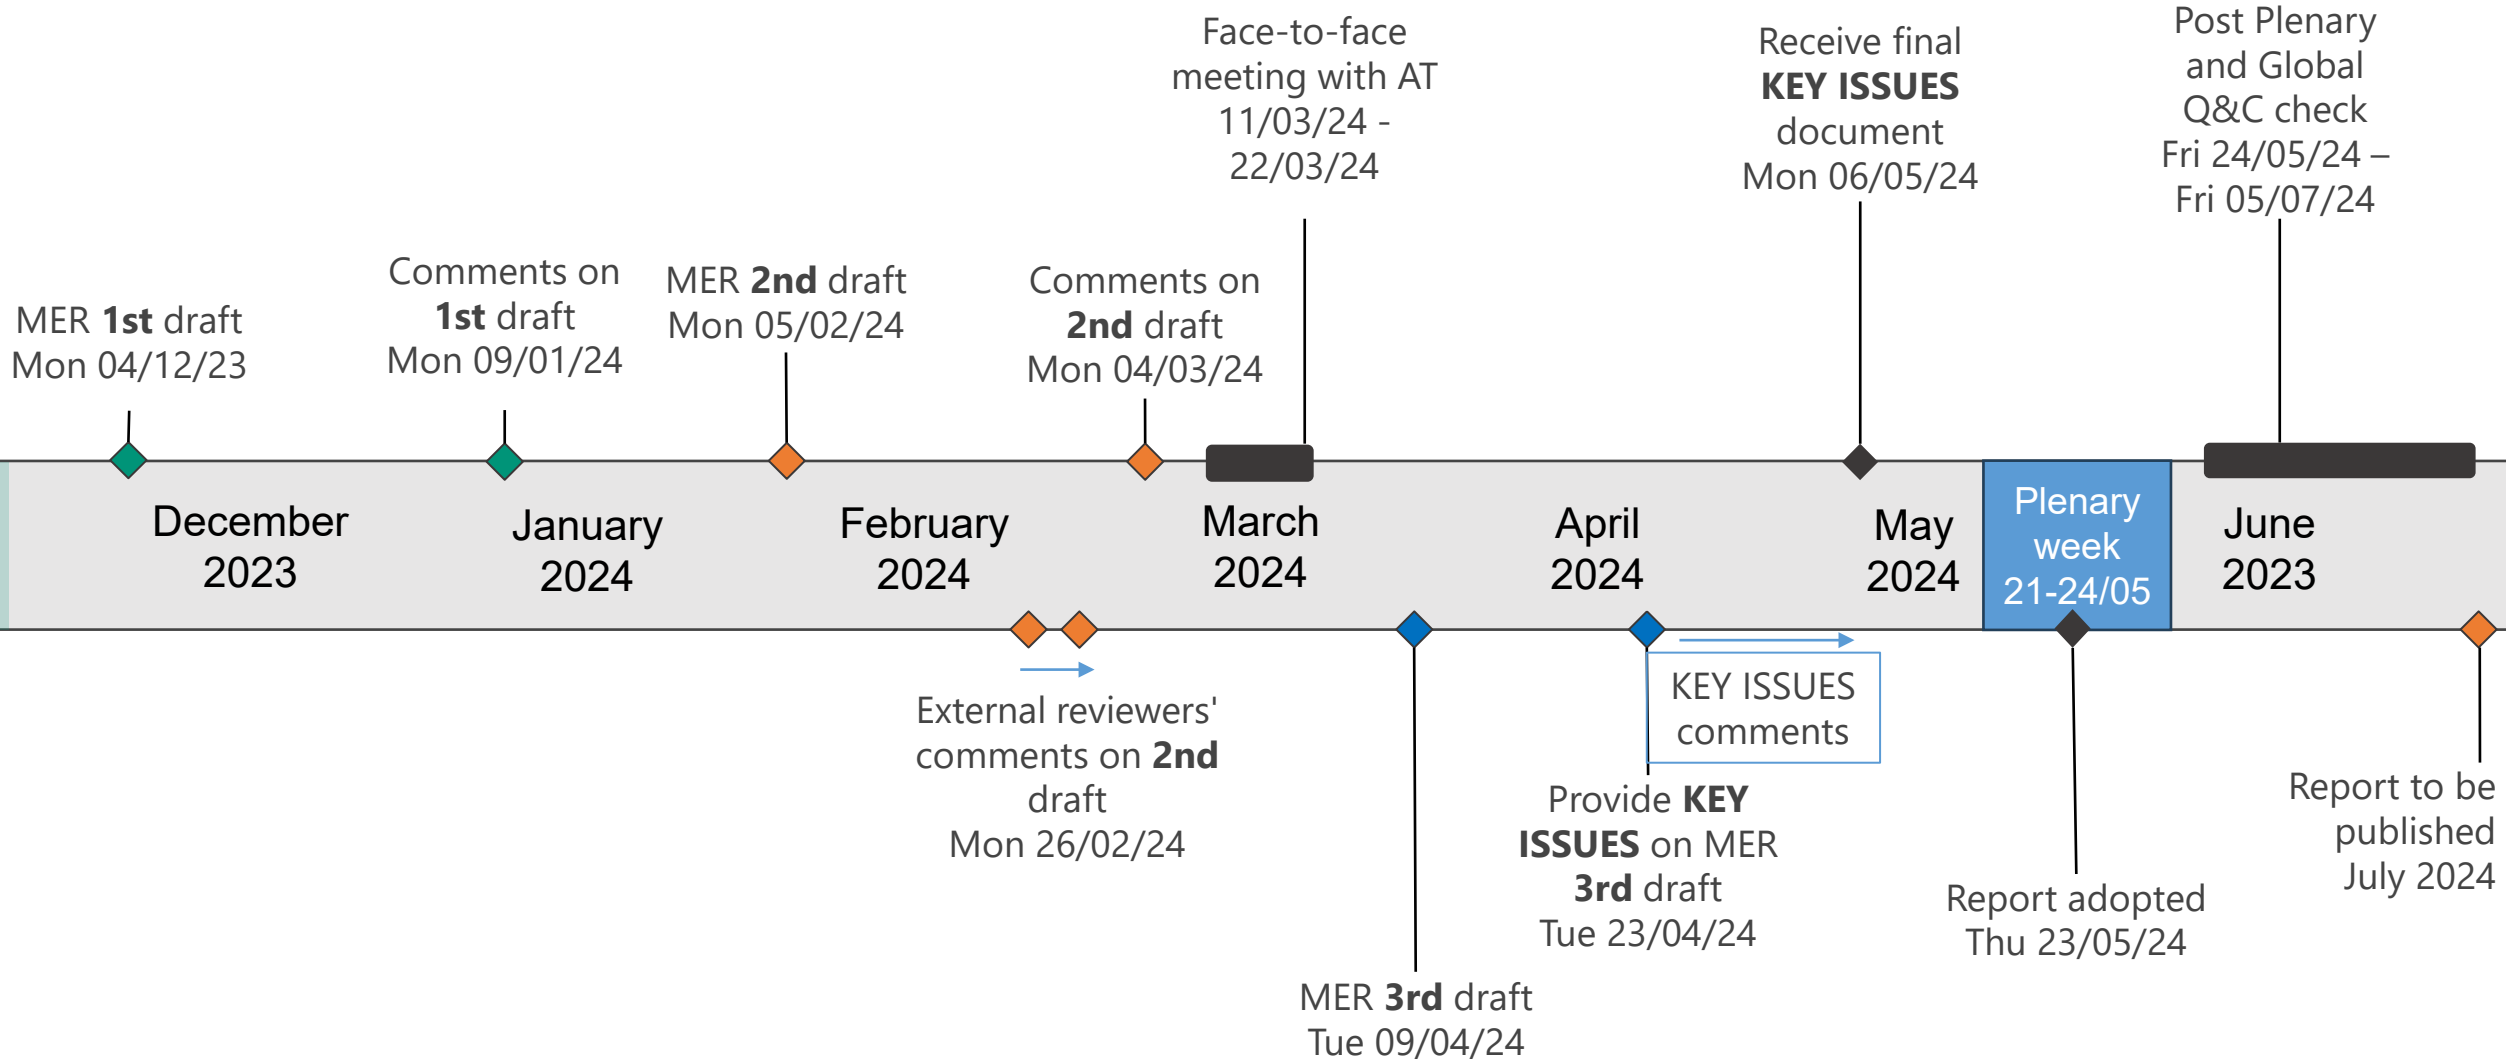 MER 1st draft
Mon 04/12/23
Comments on
1st draft
Mon 09/01/24
MER 2nd draft
Mon 05/02/24
Comments on
2nd draft
Mon 04/03/24
Face-to-face
meeting with AT
11/03/24 -
22/03/24
Receive final
KEY ISSUES
document
Mon 06/05/24
Post Plenary
and Global
Q&C check
Fri 24/05/24 –
Fri 05/07/24
December
2023
January
2024
February
2024
March
2024
April
2024
May
2024
Plenary
week
21-24/05
June
2023
External reviewers'
comments on 2nd
draft
Mon 26/02/24
MER 3rd draft
Tue 09/04/24
KEY ISSUES
comments
Provide KEY
ISSUES on MER
3rd draft
Tue 23/04/24
Report adopted
Thu 23/05/24
Report to be
published
July 2024